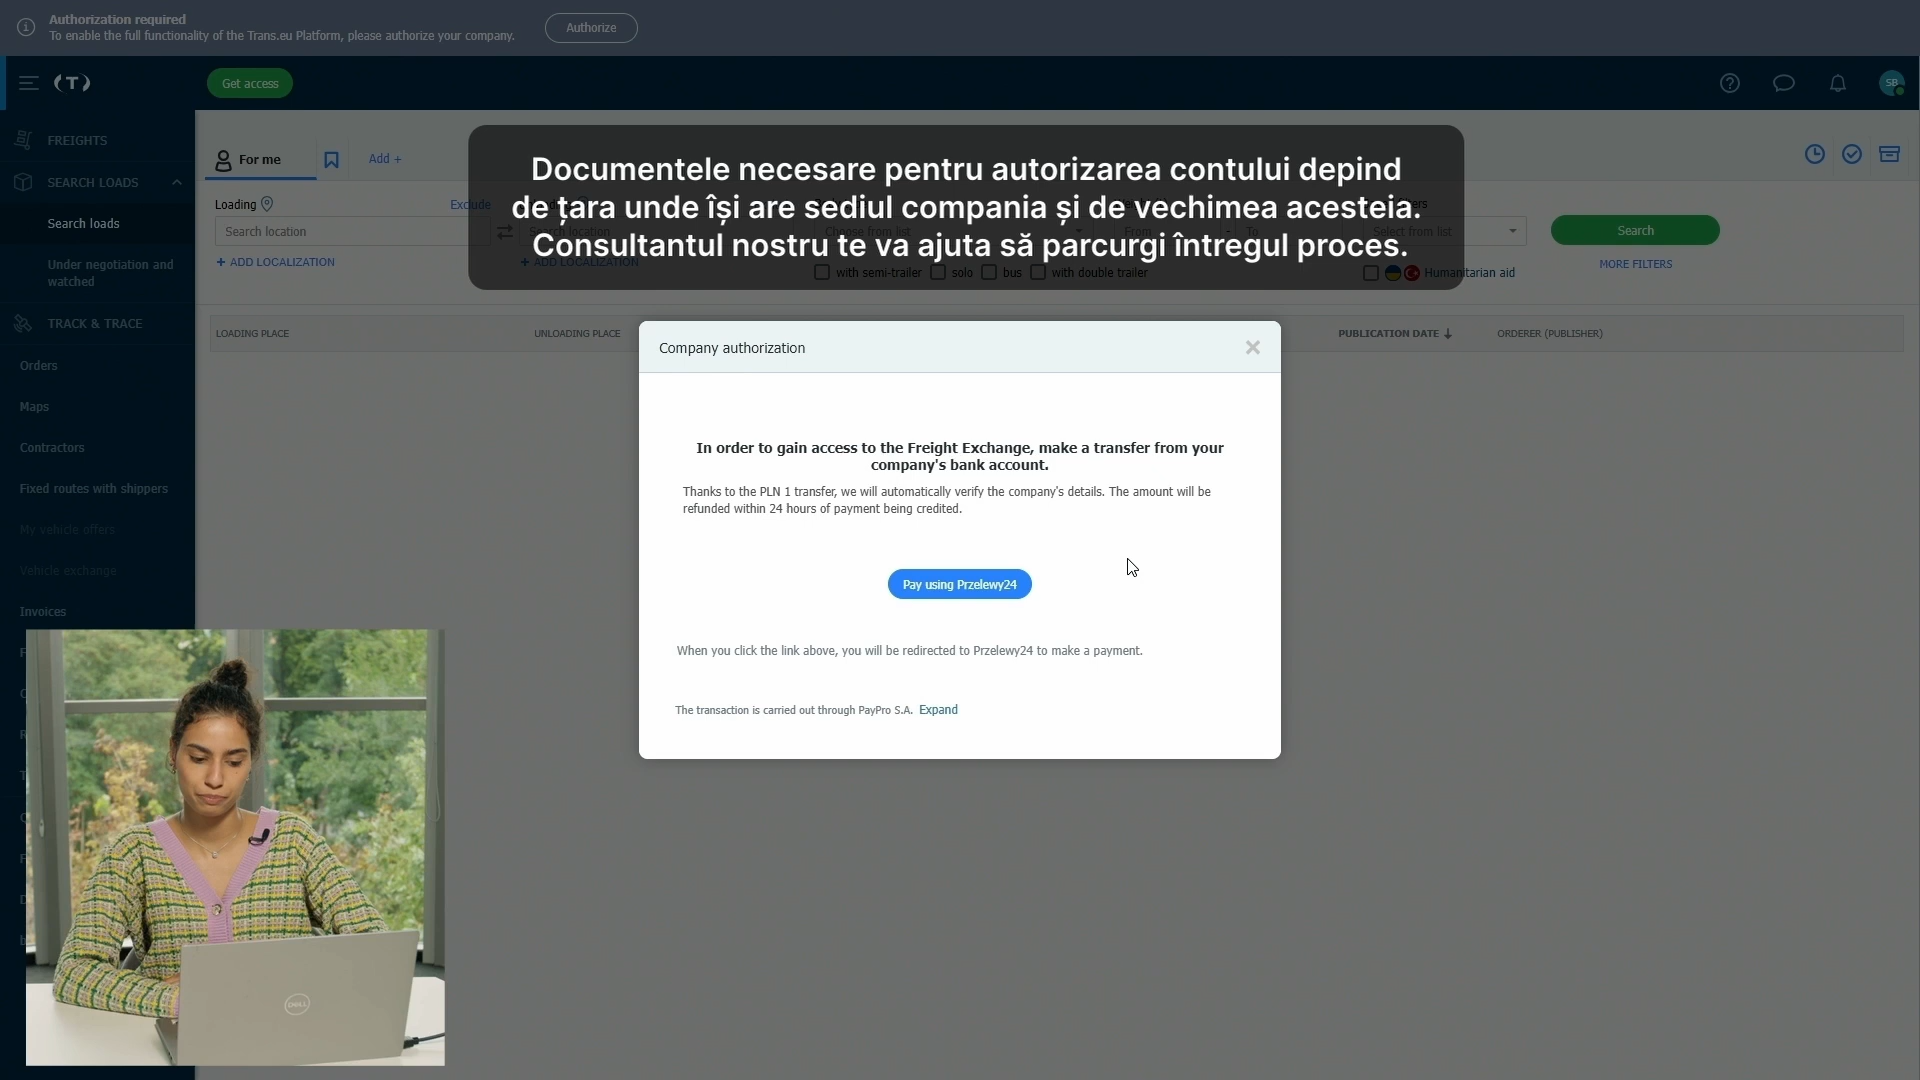 Authorization required
To enable the full functionality of the Trans.eu Platform, please authorize your company.
Authorize
(T)
Get access
SB
FREIGHTS
SEARCH LOADS
Search loads
Under negotiation and
watched
TRACK & TRACE
Orders
Maps
Contractors
Fixed routes with shippers
My vehicle offers
Vehicle exchange
Invoices
For me
Add +
Documentele necesare pentru autorizarea contului depind
de țara unde își are sediul compania și de vechimea acesteia.
Consultantul nostru te va ajuta să parcurgi întregul proces.
Loading
Exclude
Search location
Search location
Choose from list
From
-
To
Select from list
Search
+ ADD LOCALIZATION
+ ADD LOCALIZATION
with semi-trailer
solo
bus
with double trailer
Humanitarian aid
MORE FILTERS
LOADING PLACE
UNLOADING PLACE
PUBLICATION DATE
ORDERER (PUBLISHER)
Company authorization
In order to gain access to the Freight Exchange, make a transfer from your
company's bank account.
Thanks to the PLN 1 transfer, we will automatically verify the company's details. The amount will be
refunded within 24 hours of payment being credited.
Pay using Przelewy24
When you click the link above, you will be redirected to Przelewy24 to make a payment.
The transaction is carried out through PayPro S.A. Expand
DELL